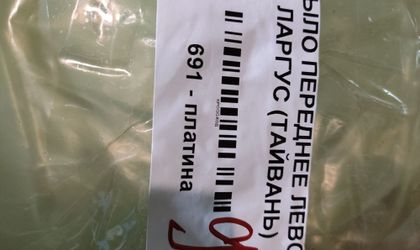 ЫЛО ПЕРЕДНЕЕ ЛЕВО
ЛАРГУС (ТАЙВАНЬ)
691 - платина